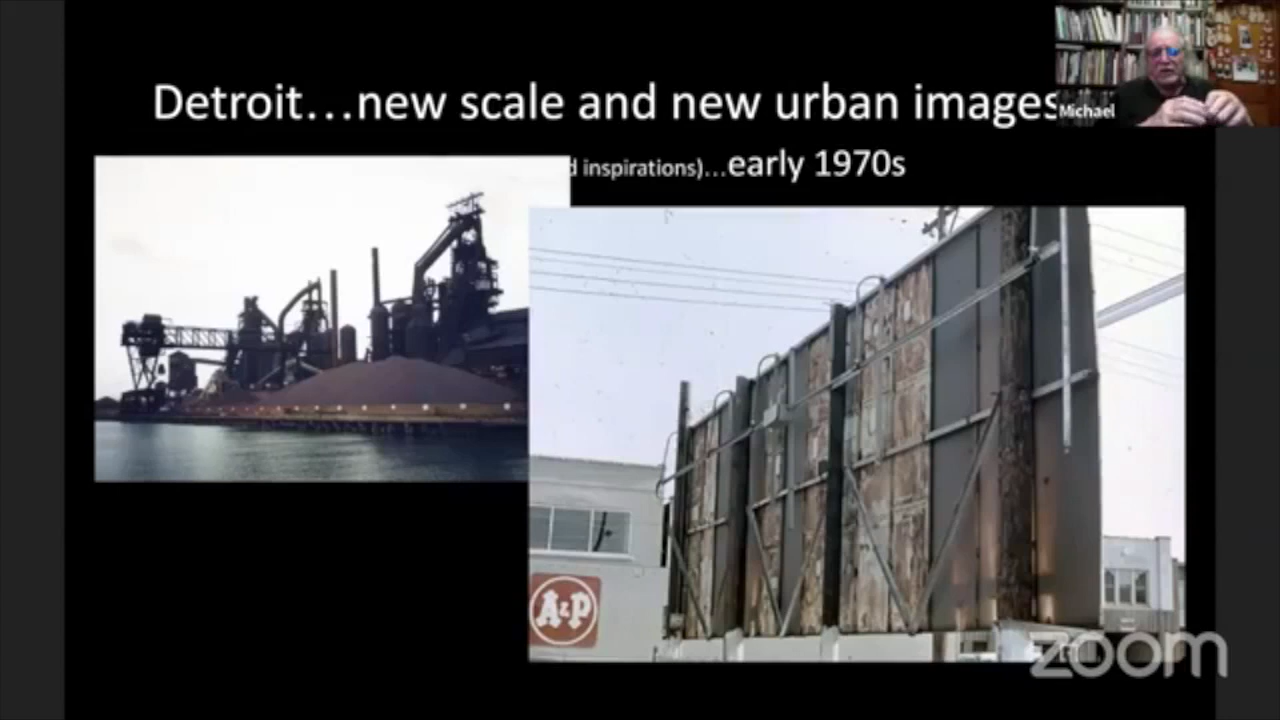 Detroit...new scale and new urban images
Michael
inspirations)...early 1970s
A&P
zoom